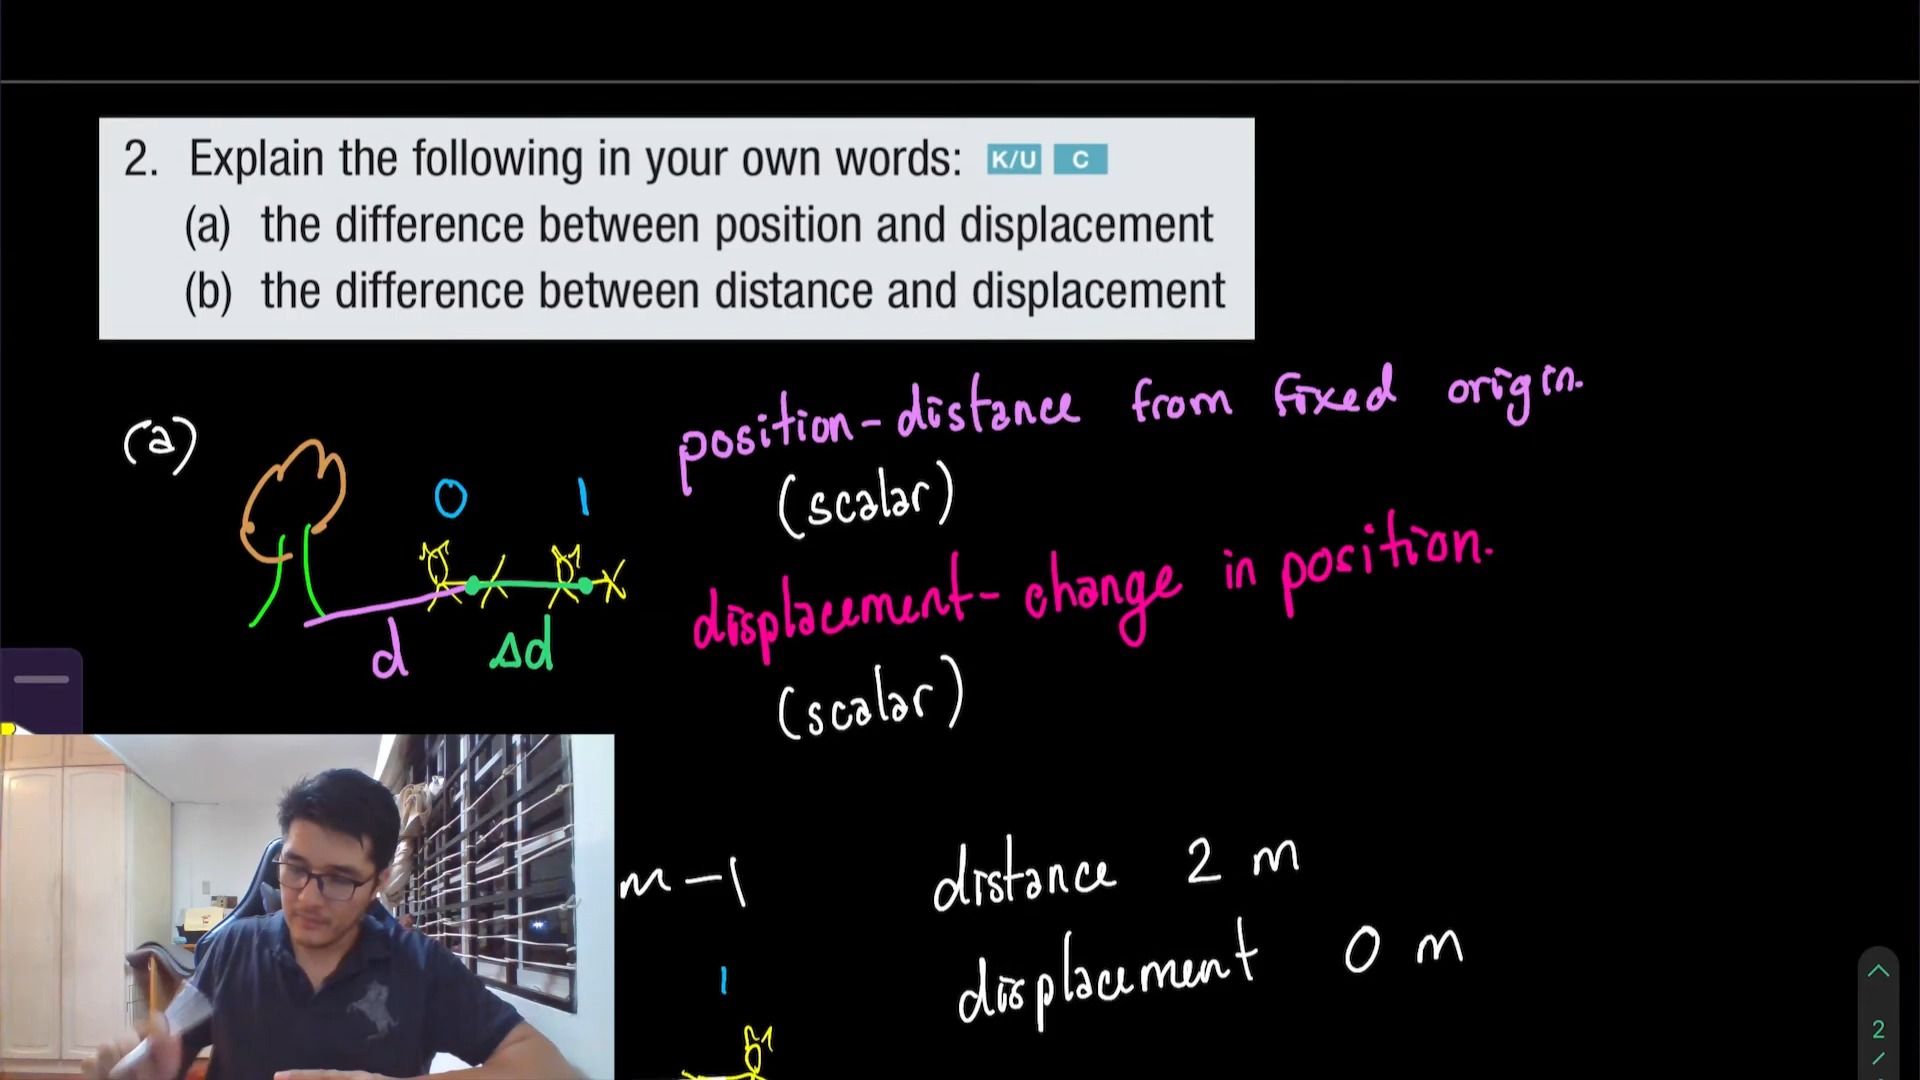 2. Explain the following in your own words: K/U C
(a) the difference between position and displacement
(b) the difference between distance and displacement
(a)
position - distance from fixed origin.
(scalar)
0 1
displacement - change in position.
d Δd
(scalar)
m - 1
distance 2 m
displacement 0 m
1
2